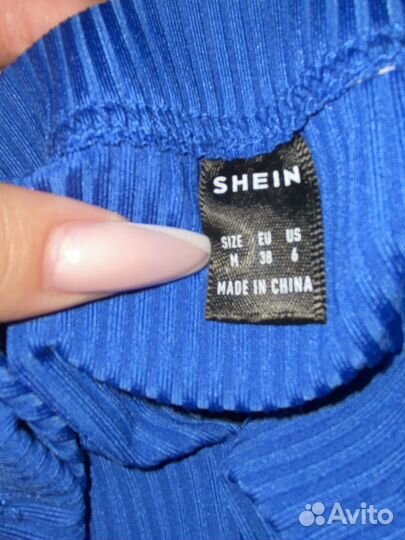 SHEIN
SIZE EU US
M 38 6
MADE IN CHINA
Avito